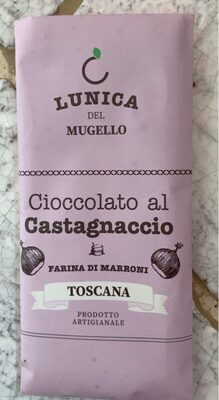 LUNICA
DEL
MUGELLO
Cioccolato al
Castagnaccio
FARINA DI MARRONI
TOSCANA
PRODOTTO
ARTIGIANALE